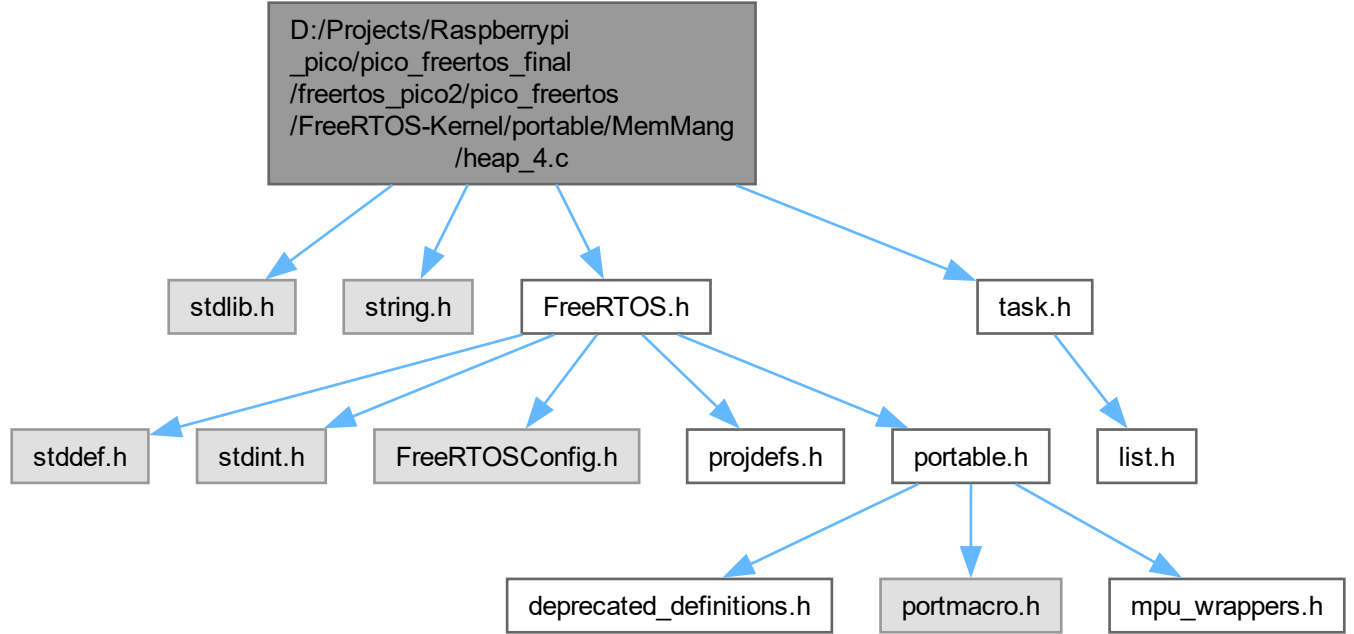 D:/Projects/Raspberrypi
_pico/pico_freertos_final
/freertos_pico2/pico_freertos
/FreeRTOS-Kernel/portable/MemMang
/heap_4.c
stdlib.h
string.h
FreeRTOS.h
task.h
stddef.h
stdint.h
FreeRTOSConfig.h
projdefs.h
portable.h
list.h
deprecated_definitions.h
portmacro.h
mpu_wrappers.h